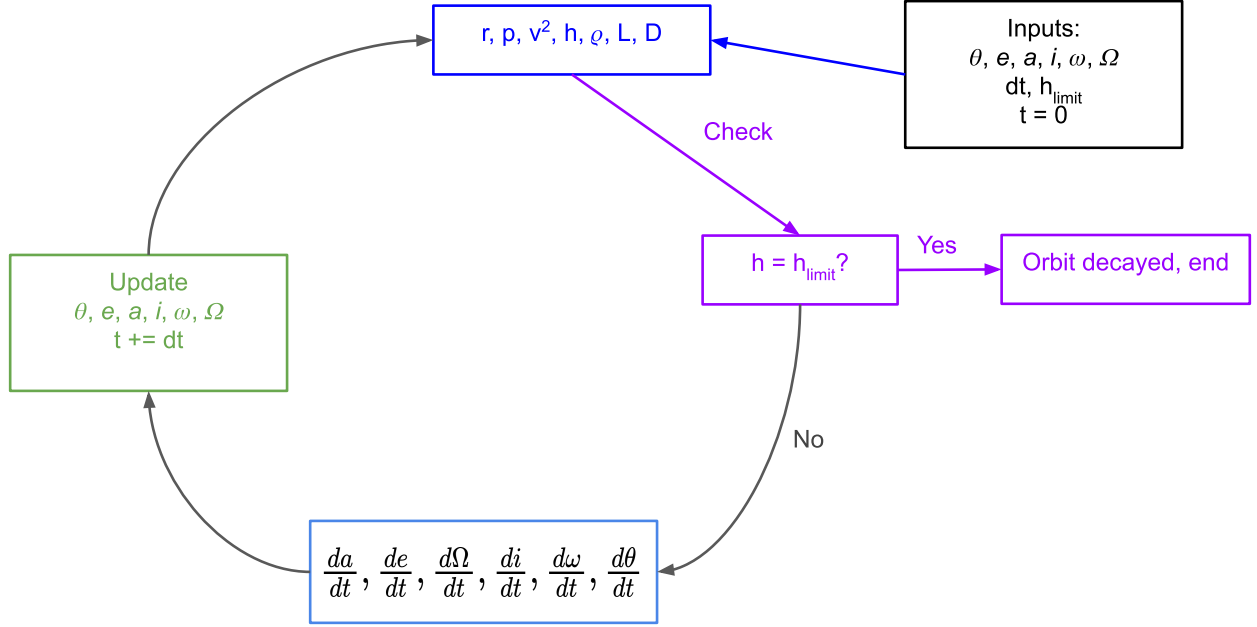 r, p, v², h, ϱ, L, D
Inputs:
θ, e, a, i, ω, Ω
dt, h_limit
t = 0
Check
h = h_limit?
Yes
Orbit decayed, end
Update
θ, e, a, i, ω, Ω
t += dt
No
da/dt, de/dt, dΩ/dt, di/dt, dω/dt, dθ/dt